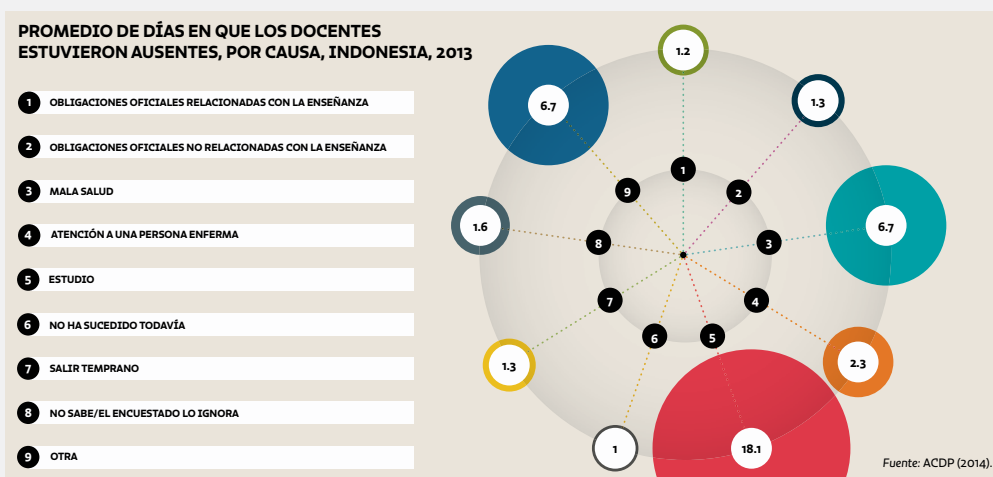 PROMEDIO DE DÍAS EN QUE LOS DOCENTES
ESTUVIERON AUSENTES, POR CAUSA, INDONESIA, 2013
1 OBLIGACIONES OFICIALES RELACIONADAS CON LA ENSEÑANZA
2 OBLIGACIONES OFICIALES NO RELACIONADAS CON LA ENSEÑANZA
3 MALA SALUD
4 ATENCIÓN A UNA PERSONA ENFERMA
5 ESTUDIO
6 NO HA SUCEDIDO TODAVÍA
7 SALIR TEMPRANO
8 NO SABE/EL ENCUESTADO LO IGNORA
9 OTRA
1.2
1.3
6.7
2.3
18.1
1
1.3
1.6
6.7
1
2
3
4
5
6
7
8
9
Fuente: ACDP (2014).